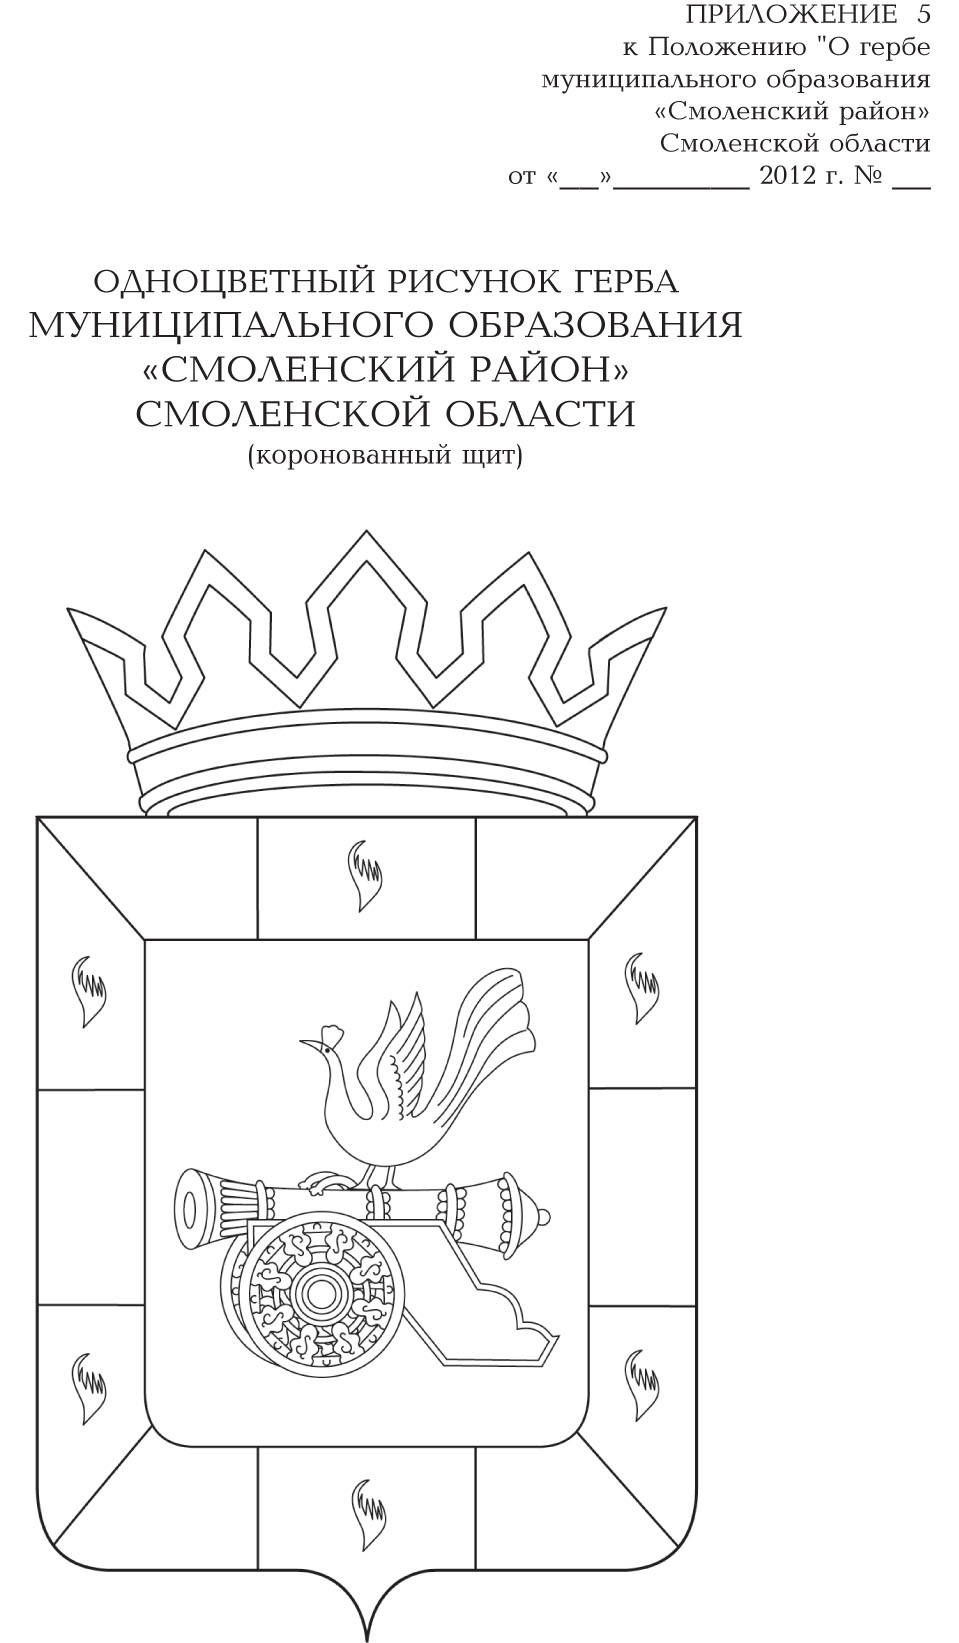 ПРИЛОЖЕНИЕ 5
к Положению "О гербе
муниципального образования
«Смоленский район»
Смоленской области
от «___»__________ 2012 г. № ___
ОДНОЦВЕТНЫЙ РИСУНОК ГЕРБА
МУНИЦИПАЛЬНОГО ОБРАЗОВАНИЯ
«СМОЛЕНСКИЙ РАЙОН»
СМОЛЕНСКОЙ ОБЛАСТИ
(коронованный щит)